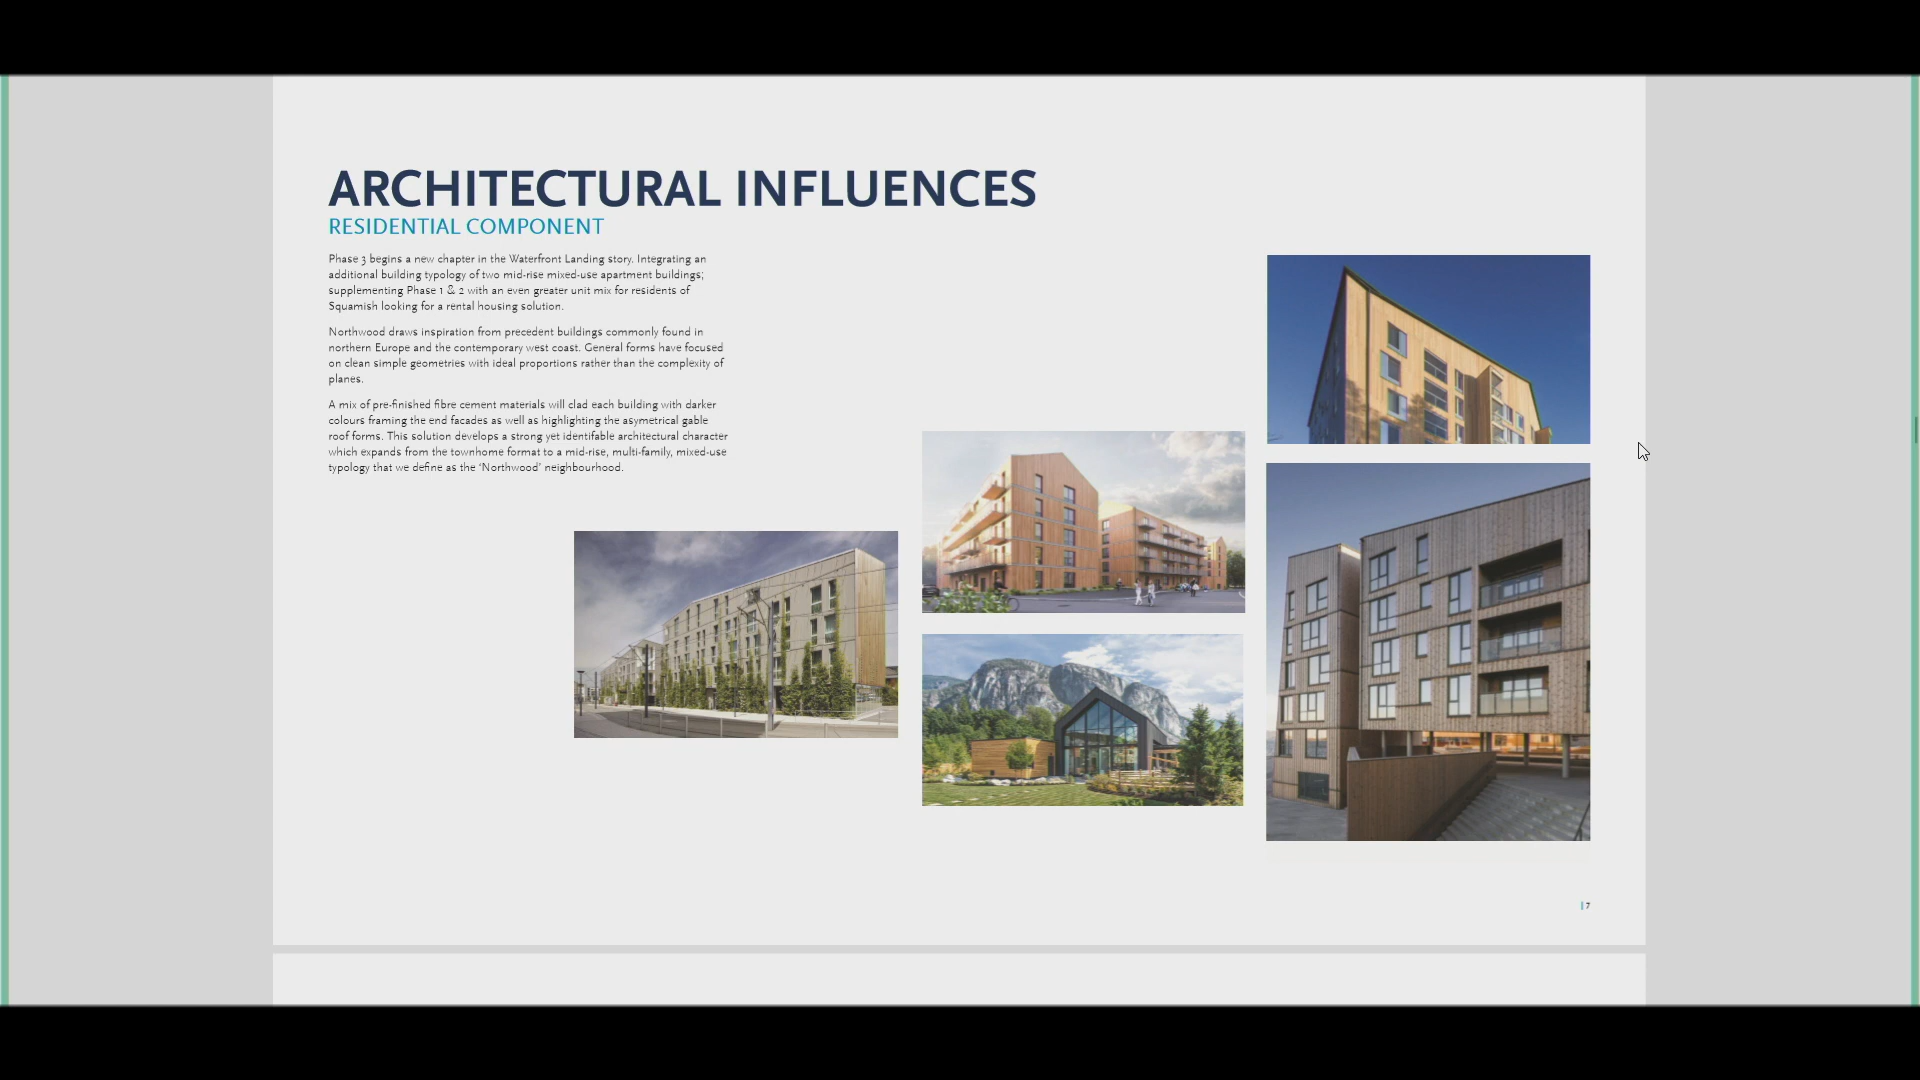 ARCHITECTURAL INFLUENCES
RESIDENTIAL COMPONENT
Phase 3 begins a new chapter in the Waterfront Landing story. Integrating an
additional building typology of two mid-rise mixed-use apartment buildings;
supplementing Phase 1 & 2 with an even greater unit mix for residents of
Squamish looking for a rental housing solution.
Northwood draws inspiration from precedent buildings commonly found in
northern Europe and the contemporary west coast. General forms have focused
on clean simple geometries with ideal proportions rather than the complexity of
planes.
A mix of pre-finished fibre cement materials will clad each building with darker
colours framing the end facades as well as highlighting the asymetrical gable
roof forms. This solution develops a strong yet identifable architectural character
which expands from the townhome format to a mid-rise, multi-family, mixed-use
typology that we define as the ‘Northwood’ neighbourhood.
| 7